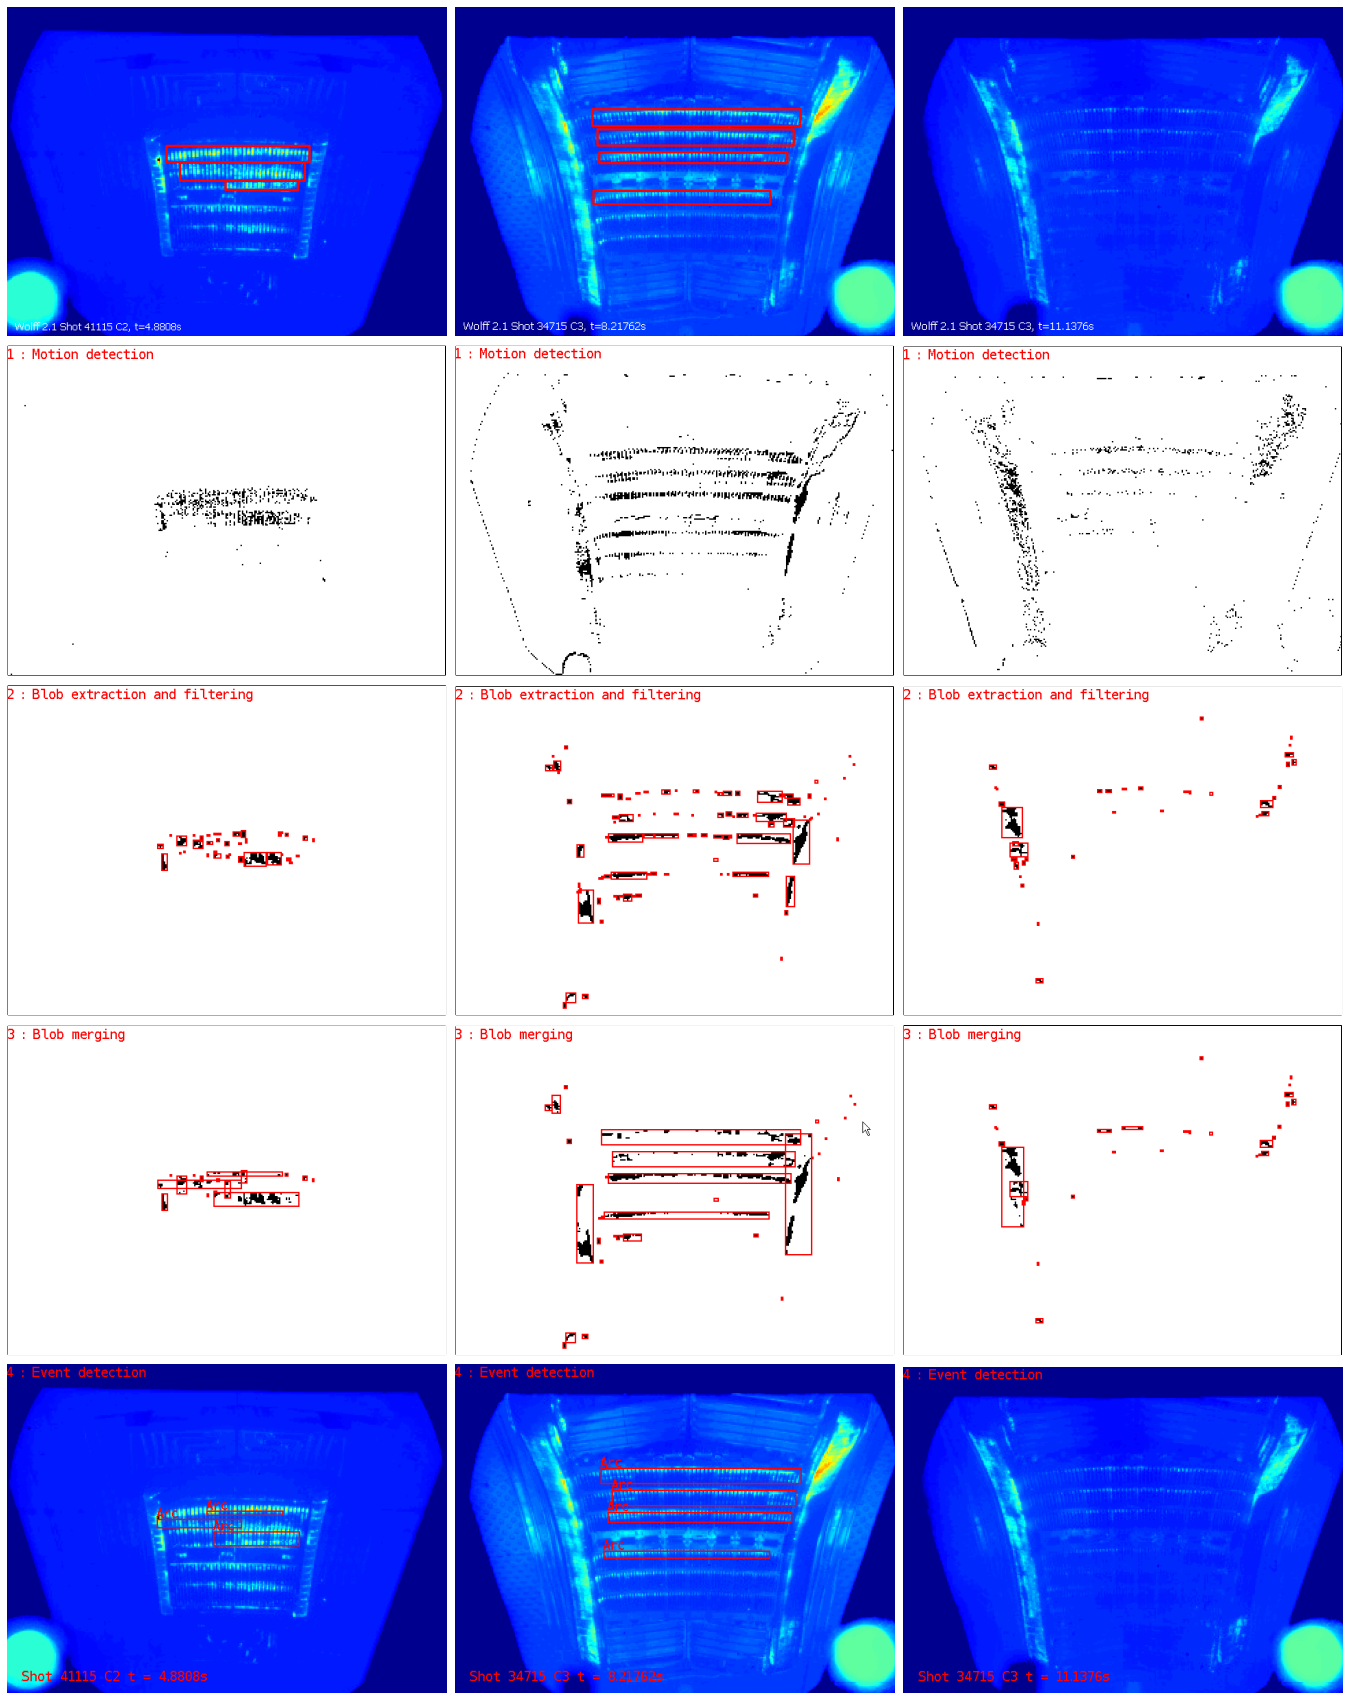 Wolff 2.1 Shot 41115 C2, t=4.8808s
Wolff 2.1 Shot 34715 C3, t=8.21762s
Wolff 2.1 Shot 34715 C3, t=11.1376s
1 : Motion detection
1 : Motion detection
1 : Motion detection
2 : Blob extraction and filtering
2 : Blob extraction and filtering
2 : Blob extraction and filtering
3 : Blob merging
3 : Blob merging
3 : Blob merging
4 : Event detection
4 : Event detection
4 : Event detection
Arc
Arc
Arc
Arc
Arc
Arc
Arc
Shot 41115 C2 t = 4.8808s
Shot 34715 C3 t = 8.21762s
Shot 34715 C3 t = 11.1376s